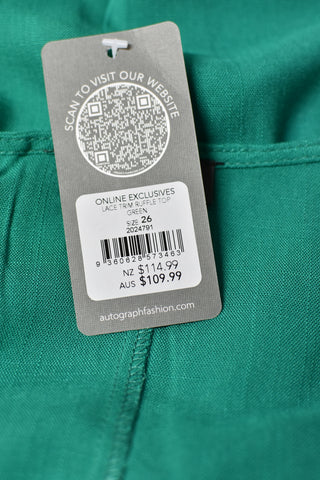 SCAN TO VISIT OUR WEBSITE
ONLINE EXCLUSIVES
LACE TRIM RUFFLE TOP
GREEN
SIZE 26
2024791
9 360628 573463
NZ $114.99
AUS $109.99
autographfashion.com